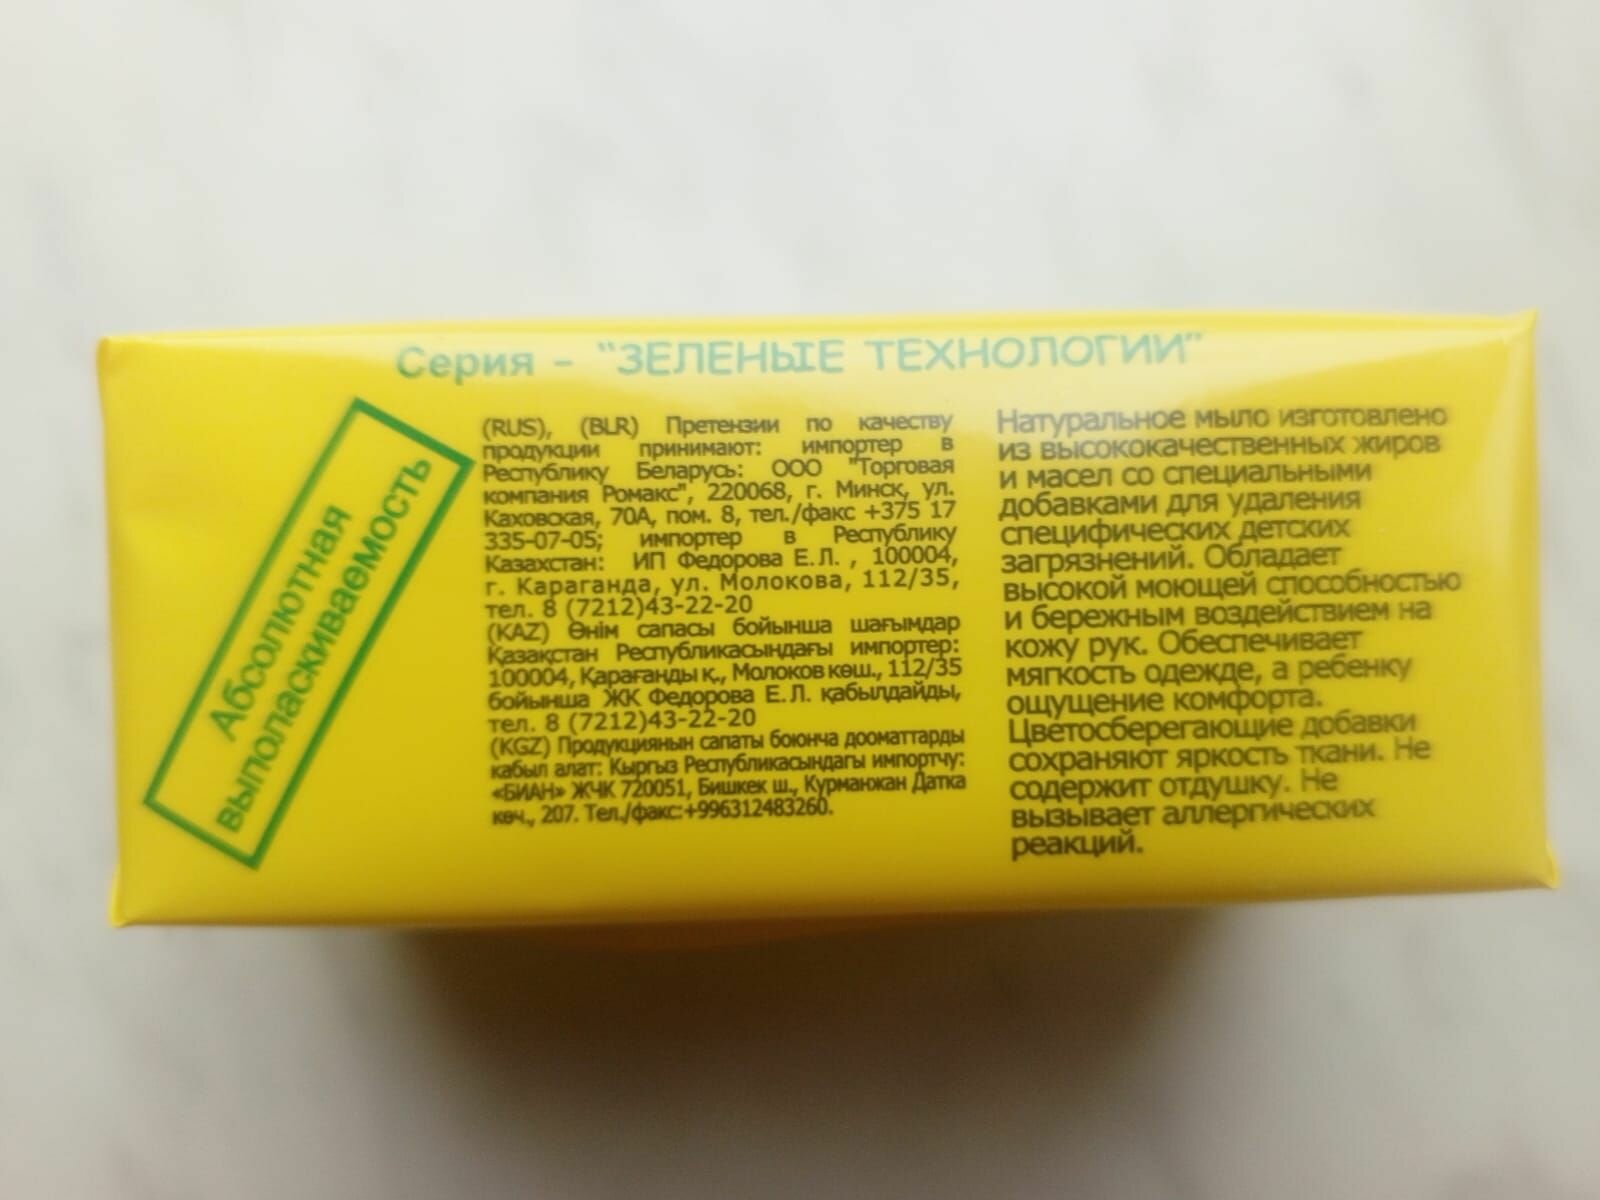 Серия - "ЗЕЛЕНЫЕ ТЕХНОЛОГИИ"
Абсолютная
выполаскиваемость
(RUS), (BLR) Претензии по качеству
продукции принимают: импортер в
Республику Беларусь: ООО "Торговая
компания Ромакс", 220068, г. Минск, ул.
Каховская, 70А, пом. 8, тел./факс +375 17
335-07-05; импортер в Республику
Казахстан: ИП Федорова Е.Л. , 100004,
г. Караганда, ул. Молокова, 112/35,
тел. 8 (7212)43-22-20
(KAZ) Өнім сапасы бойынша шағымдар
Қазақстан Республикасындағы импортер:
100004, Қарағанды қ., Молоков көш., 112/35
бойынша ЖК Федорова Е.Л. қабылдайды,
тел. 8 (7212)43-22-20
(KGZ) Продукциянын сапаты боюнча дооматтарды
кабыл алат: Кыргыз Республикасындагы импортчу:
«БИАН» ЖЧК 720051, Бишкек ш., Курманжан Датка
көч., 207. Тел./факс:+996312483260.
Натуральное мыло изготовлено
из высококачественных жиров
и масел со специальными
добавками для удаления
специфических детских
загрязнений. Обладает
высокой моющей способностью
и бережным воздействием на
кожу рук. Обеспечивает
мягкость одежде, а ребенку
ощущение комфорта.
Цветосберегающие добавки
сохраняют яркость ткани. Не
содержит отдушку. Не
вызывает аллергических
реакций.